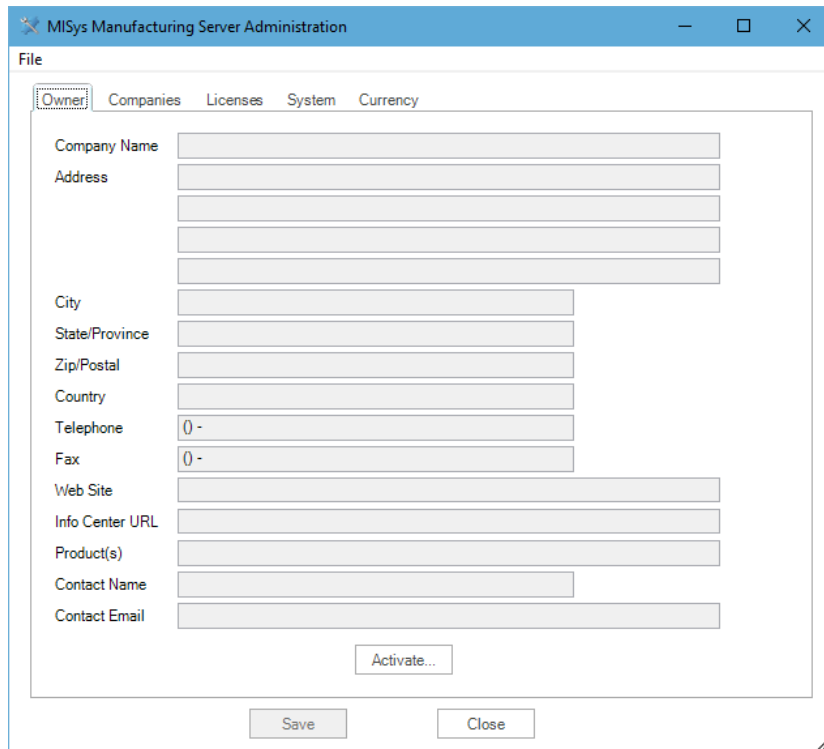 MISys Manufacturing Server Administration
File
Owner Companies Licenses System Currency
Company Name
Address
City
State/Province
Zip/Postal
Country
Telephone () -
Fax () -
Web Site
Info Center URL
Product(s)
Contact Name
Contact Email
Activate...
Save Close